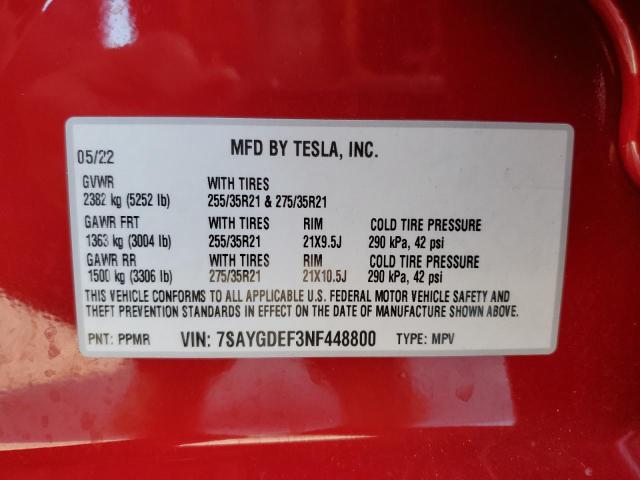 05/22 MFD BY TESLA, INC.
GVWR WITH TIRES
2382 kg (5252 lb) 255/35R21 & 275/35R21
GAWR FRT WITH TIRES RIM COLD TIRE PRESSURE
1363 kg (3004 lb) 255/35R21 21X9.5J 290 kPa, 42 psi
GAWR RR WITH TIRES RIM COLD TIRE PRESSURE
1500 kg (3306 lb) 275/35R21 21X10.5J 290 kPa, 42 psi
THIS VEHICLE CONFORMS TO ALL APPLICABLE U.S. FEDERAL MOTOR VEHICLE SAFETY AND
THEFT PREVENTION STANDARDS IN EFFECT ON DATE OF MANUFACTURE SHOWN ABOVE.
PNT: PPMR VIN: 7SAYGDEF3NF448800 TYPE: MPV